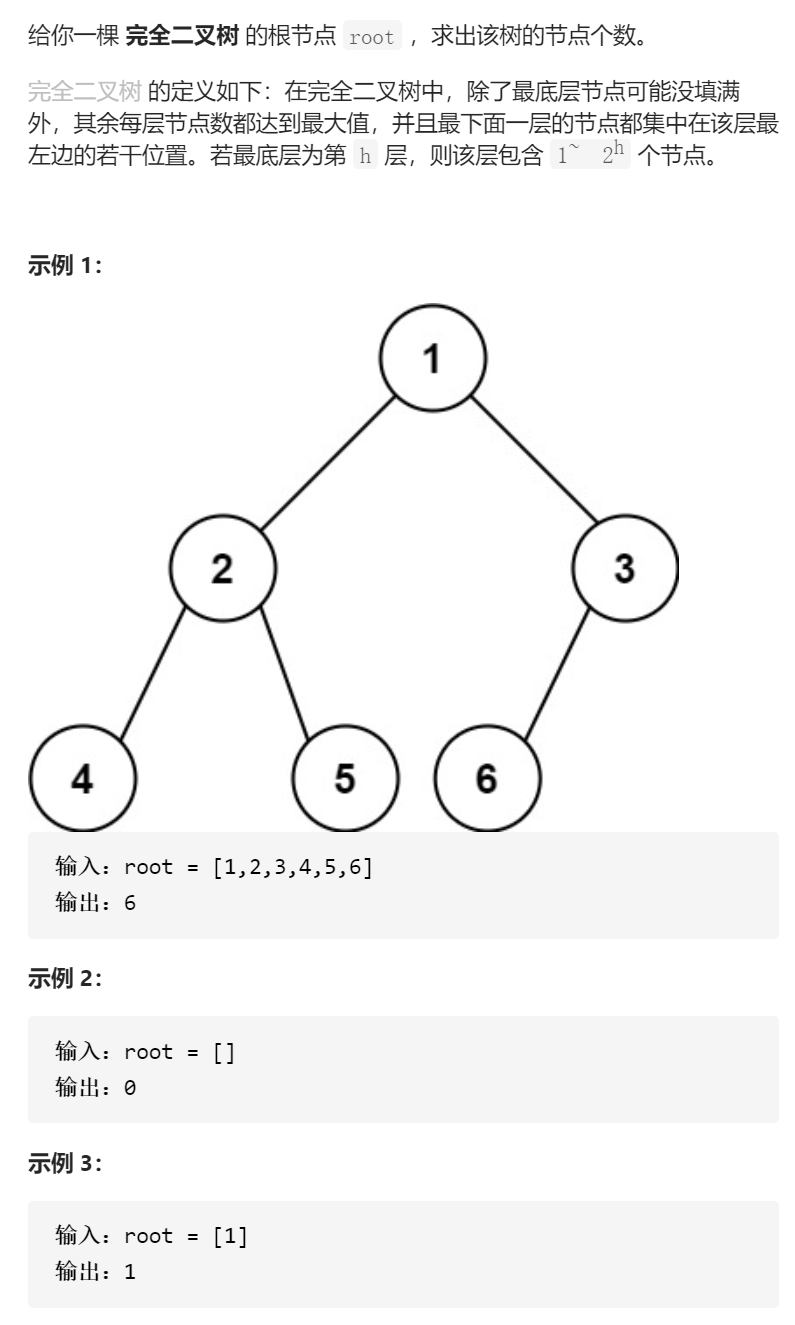 给你一棵 完全二叉树 的根节点 root ，求出该树的节点个数。
完全二叉树 的定义如下：在完全二叉树中，除了最底层节点可能没填满
外，其余每层节点数都达到最大值，并且最下面一层的节点都集中在该层最
左边的若干位置。若最底层为第 h 层，则该层包含 1~ 2^h 个节点。
示例 1：
1
2 3
4 5 6
输入：root = [1,2,3,4,5,6]
输出：6
示例 2：
输入：root = []
输出：0
示例 3：
输入：root = [1]
输出：1